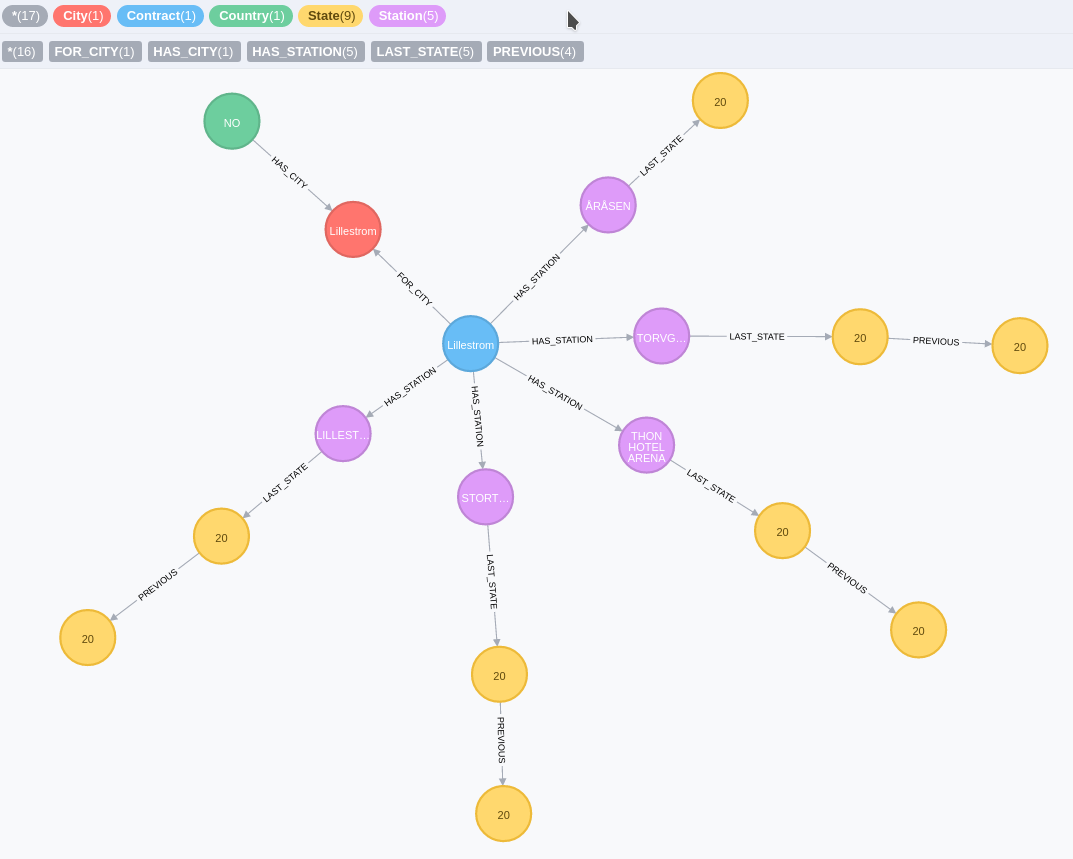 *(17) City(1) Contract(1) Country(1) State(9) Station(5)
*(16) FOR_CITY(1) HAS_CITY(1) HAS_STATION(5) LAST_STATE(5) PREVIOUS(4)
20
NO
LAST_STATE
HAS_CITY
ÅRÅSEN
Lillestrom
HAS_STATION
FOR_CITY
Lillestrom
HAS_STATION
TORVG...
LAST_STATE
20
PREVIOUS
20
HAS_STATION
HAS_STATION
HAS_STATION
LILLEST...
THON
HOTEL
ARENA
LAST_STATE
STORT...
LAST_STATE
20
20
LAST_STATE
PREVIOUS
PREVIOUS
20
20
20
PREVIOUS
20